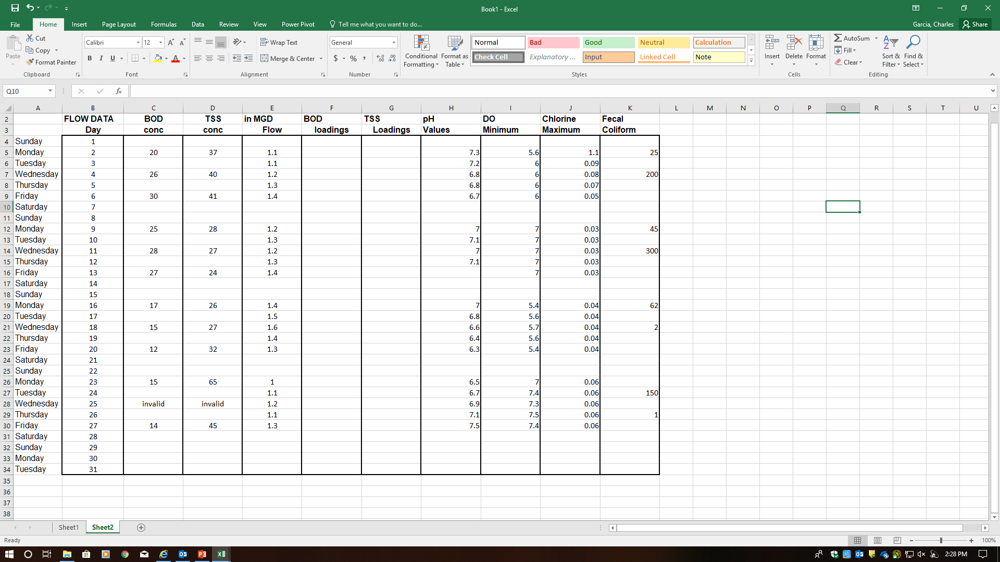 Book1 - Excel
File Home Insert Page Layout Formulas Data Review View Power Pivot Tell me what you want to do... Garcia, Charles Share
Paste Cut Copy Format Painter Clipboard
Calibri 12 B I U Font
Wrap Text Merge & Center Alignment
General $ % , Number
Conditional Formatting Format as Table
Normal Bad Good Neutral Calculation
Check Cell Explanatory ... Input Linked Cell Note
Styles
Insert Delete Format Cells
AutoSum Fill Clear Sort & Filter Find & Select Editing
Q10 fx
A B C D E F G H I J K L M N O P Q R S T U
2 FLOW DATA BOD TSS in MGD BOD TSS pH DO Chlorine Fecal
3 Day conc conc Flow loadings Loadings Values Minimum Maximum Coliform
4 Sunday 1
5 Monday 2 20 37 1.1 7.3 5.6 1.1 25
6 Tuesday 3 1.1 7.2 6 0.09
7 Wednesday 4 26 40 1.2 6.8 6 0.08 200
8 Thursday 5 1.3 6.8 6 0.07
9 Friday 6 30 41 1.4 6.7 6 0.05
10 Saturday 7
11 Sunday 8
12 Monday 9 25 28 1.2 7 7 0.03 45
13 Tuesday 10 1.3 7.1 7 0.03
14 Wednesday 11 28 27 1.2 7 7 0.03 300
15 Thursday 12 1.3 7.1 7 0.03
16 Friday 13 27 24 1.4 7 0.03
17 Saturday 14
18 Sunday 15
19 Monday 16 17 26 1.4 7 5.4 0.04 62
20 Tuesday 17 1.5 6.8 5.6 0.04
21 Wednesday 18 15 27 1.6 6.6 5.7 0.04 2
22 Thursday 19 1.4 6.4 5.6 0.04
23 Friday 20 12 32 1.3 6.3 5.4 0.04
24 Saturday 21
25 Sunday 22
26 Monday 23 15 65 1 6.5 7 0.06
27 Tuesday 24 1.1 6.7 7.4 0.06 150
28 Wednesday 25 invalid invalid 1.2 6.9 7.3 0.06
29 Thursday 26 1.1 7.1 7.5 0.06 1
30 Friday 27 14 45 1.3 7.5 7.4 0.06
31 Saturday 28
32 Sunday 29
33 Monday 30
34 Tuesday 31
35
36
37
38
Sheet1 Sheet2
Ready 100%
2:28 PM